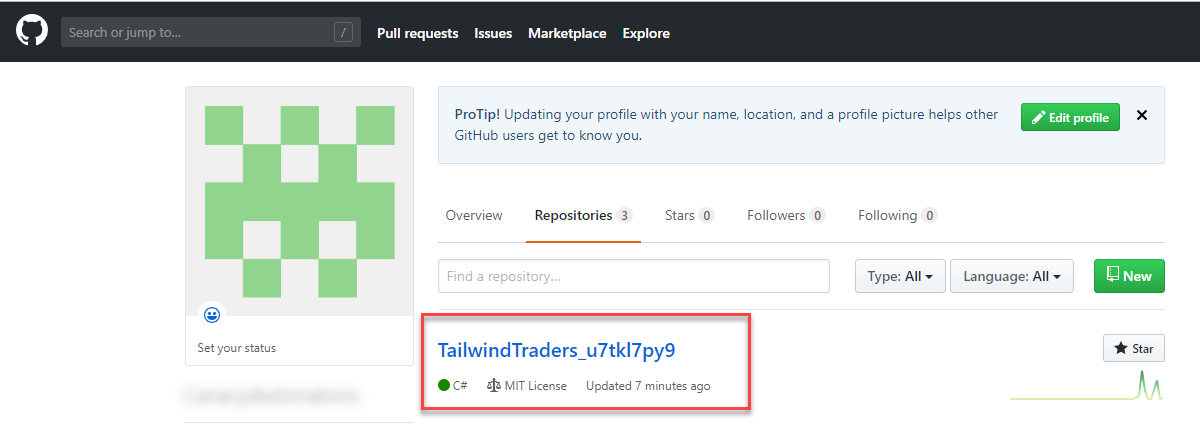 Search or jump to... /
Pull requests Issues Marketplace Explore
ProTip! Updating your profile with your name, location, and a profile picture helps other
GitHub users get to know you.
Edit profile
Overview Repositories 3 Stars 0 Followers 0 Following 0
Find a repository...
Type: All
Language: All
New
Set your status
TailwindTraders_u7tkl7py9
Star
C# MIT License Updated 7 minutes ago